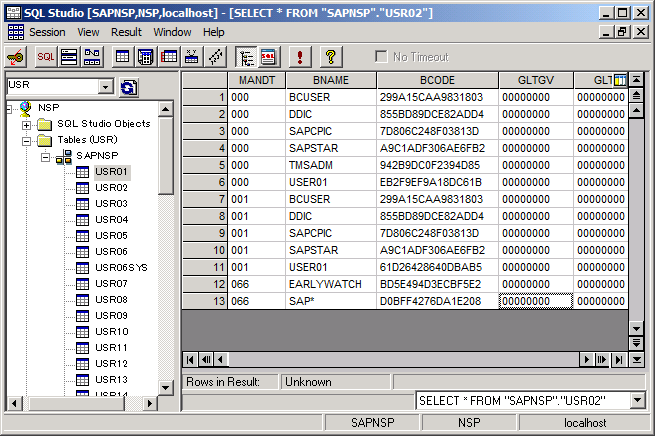 SQL Studio [SAPNSP,NSP,localhost] - [SELECT * FROM "SAPNSP"."USR02"]
Session View Result Window Help
SQL No Timeout
USR
NSP
SQL Studio Objects
Tables (USR)
SAPNSP
USR01
USR02
USR03
USR04
USR05
USR06
USR06SYS
USR07
USR08
USR09
USR10
USR11
USR12
USR13
MANDT BNAME BCODE GLTGV GLT
1 000 BCUSER 299A15CAA9831803 00000000 00000000
2 000 DDIC 855BD89DCE82ADD4 00000000 00000000
3 000 SAPCPIC 7D806C248F03813D 00000000 00000000
4 000 SAPSTAR A9C1ADF306AE6FB2 00000000 00000000
5 000 TMSADM 942B9DC0F2394D85 00000000 00000000
6 000 USER01 EB2F9EF9A18DC61B 00000000 00000000
7 001 BCUSER 299A15CAA9831803 00000000 00000000
8 001 DDIC 855BD89DCE82ADD4 00000000 00000000
9 001 SAPCPIC 7D806C248F03813D 00000000 00000000
10 001 SAPSTAR A9C1ADF306AE6FB2 00000000 00000000
11 001 USER01 61D26428640DBAB5 00000000 00000000
12 066 EARLYWATCH BD5E494D3ECBF5E2 00000000 00000000
13 066 SAP* D0BFF4276DA1E208 00000000 00000000
Rows in Result: Unknown
SELECT * FROM "SAPNSP"."USR02"
SAPNSP NSP localhost